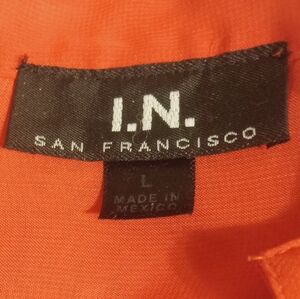 I.N.
SAN FRANCISCO
L
MADE IN
MEXICO